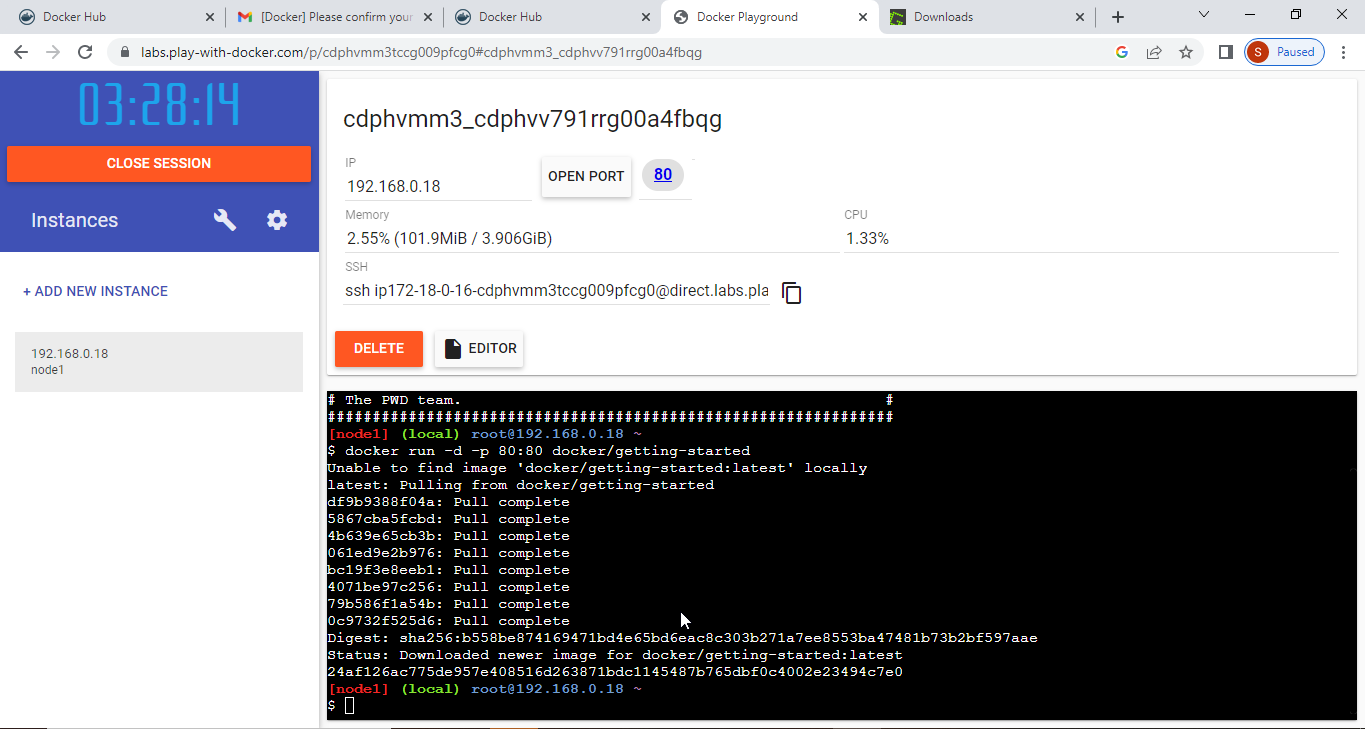 Docker Hub
[Docker] Please confirm your
Docker Hub
Docker Playground
Downloads
labs.play-with-docker.com/p/cdphvmm3tccg009pfcg0#cdphvmm3_cdphvv791rrg00a4fbqg
S Paused
03:28:14
CLOSE SESSION
Instances
+ ADD NEW INSTANCE
192.168.0.18
node1
cdphvmm3_cdphvv791rrg00a4fbqg
IP
192.168.0.18
OPEN PORT
80
Memory
2.55% (101.9MiB / 3.906GiB)
CPU
1.33%
SSH
ssh ip172-18-0-16-cdphvmm3tccg009pfcg0@direct.labs.pla
DELETE
EDITOR
# The PWD team. #
###############################################################
[node1] (local) root@192.168.0.18 ~
$ docker run -d -p 80:80 docker/getting-started
Unable to find image 'docker/getting-started:latest' locally
latest: Pulling from docker/getting-started
df9b9388f04a: Pull complete
5867cba5fcbd: Pull complete
4b639e65cb3b: Pull complete
061ed9e2b976: Pull complete
bc19f3e8eeb1: Pull complete
4071be97c256: Pull complete
79b586f1a54b: Pull complete
0c9732f525d6: Pull complete
Digest: sha256:b558be874169471bd4e65bd6eac8c303b271a7ee8553ba47481b73b2bf597aae
Status: Downloaded newer image for docker/getting-started:latest
24af126ac775de957e408516d263871bdc1145487b765dbf0c4002e23494c7e0
[node1] (local) root@192.168.0.18 ~
$